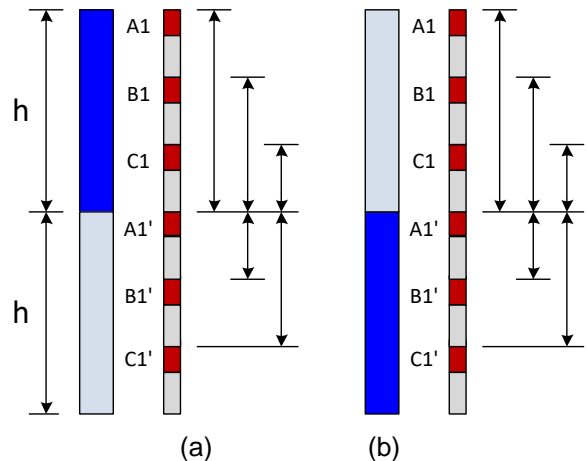 A1 A1
B1 B1
h
C1 C1
A1' A1'
B1' B1'
h
C1' C1'
(a) (b)